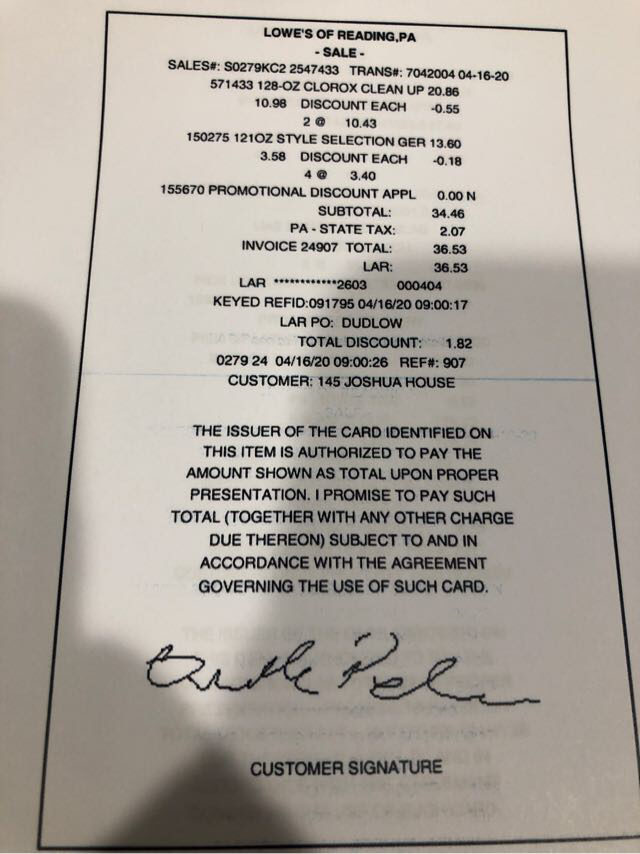 LOWE'S OF READING,PA
- SALE -
SALES#: S0279KC2 2547433 TRANS#: 7042004 04-16-20
571433 128-OZ CLOROX CLEAN UP 20.86
10.98 DISCOUNT EACH -0.55
2 @ 10.43
150275 121OZ STYLE SELECTION GER 13.60
3.58 DISCOUNT EACH -0.18
4 @ 3.40
155670 PROMOTIONAL DISCOUNT APPL 0.00 N
SUBTOTAL: 34.46
PA - STATE TAX: 2.07
INVOICE 24907 TOTAL: 36.53
LAR: 36.53
LAR ************2603 000404
KEYED REFID:091795 04/16/20 09:00:17
LAR PO: DUDLOW
TOTAL DISCOUNT: 1.82
0279 24 04/16/20 09:00:26 REF#: 907
CUSTOMER: 145 JOSHUA HOUSE
THE ISSUER OF THE CARD IDENTIFIED ON
THIS ITEM IS AUTHORIZED TO PAY THE
AMOUNT SHOWN AS TOTAL UPON PROPER
PRESENTATION. I PROMISE TO PAY SUCH
TOTAL (TOGETHER WITH ANY OTHER CHARGE
DUE THEREON) SUBJECT TO AND IN
ACCORDANCE WITH THE AGREEMENT
GOVERNING THE USE OF SUCH CARD.
CUSTOMER SIGNATURE